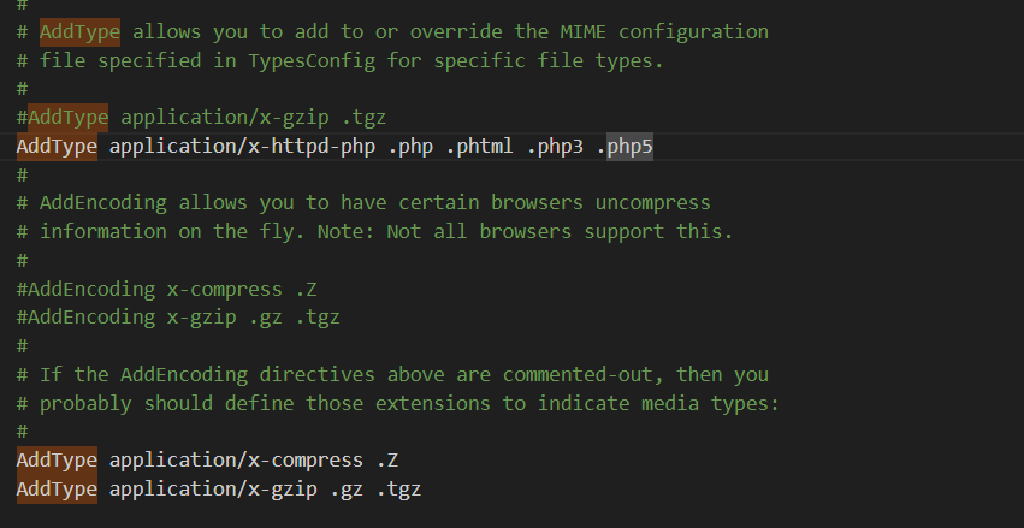 #
# AddType allows you to add to or override the MIME configuration
# file specified in TypesConfig for specific file types.
#
#AddType application/x-gzip .tgz
AddType application/x-httpd-php .php .phtml .php3 .php5
#
# AddEncoding allows you to have certain browsers uncompress
# information on the fly. Note: Not all browsers support this.
#
#AddEncoding x-compress .Z
#AddEncoding x-gzip .gz .tgz
#
# If the AddEncoding directives above are commented-out, then you
# probably should define those extensions to indicate media types:
#
AddType application/x-compress .Z
AddType application/x-gzip .gz .tgz